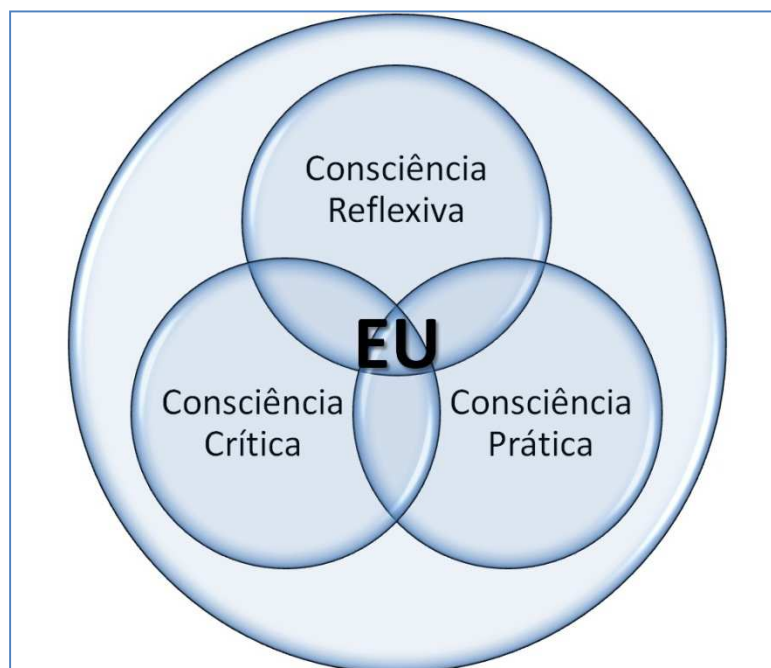 Consciência
Reflexiva
EU
Consciência
Crítica
Consciência
Prática